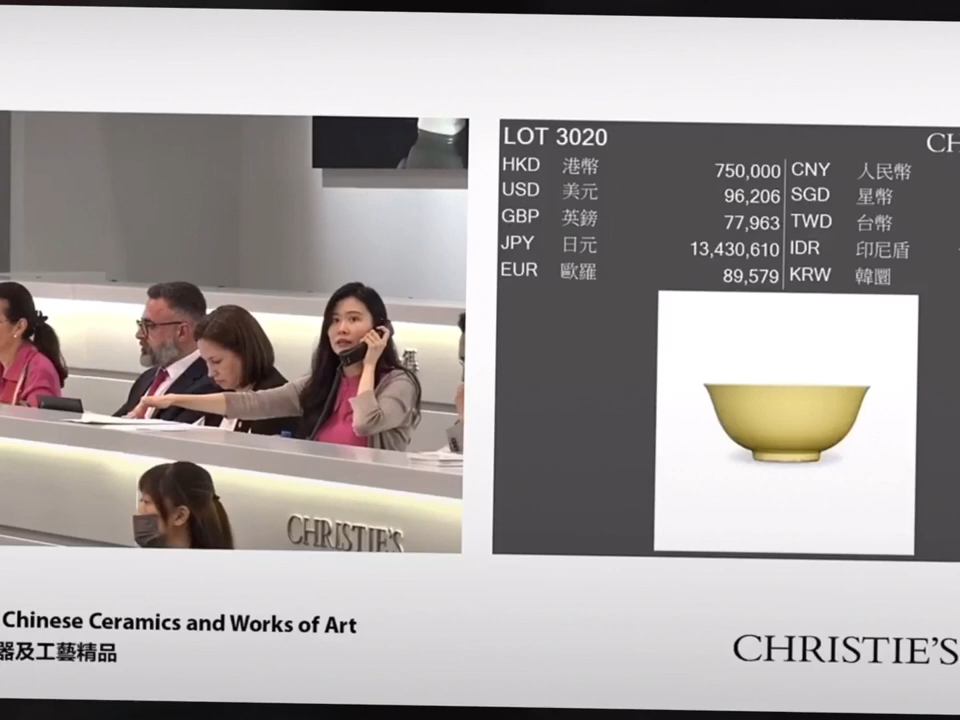 LOT 3020
CH
HKD 港幣 750,000 CNY 人民幣
USD 美元 96,206 SGD 星幣
GBP 英鎊 77,963 TWD 台幣
JPY 日元 13,430,610 IDR 印尼盾
EUR 歐羅 89,579 KRW 韓圜
CHRISTIE'S
Chinese Ceramics and Works of Art
器及工藝精品
CHRISTIE'S